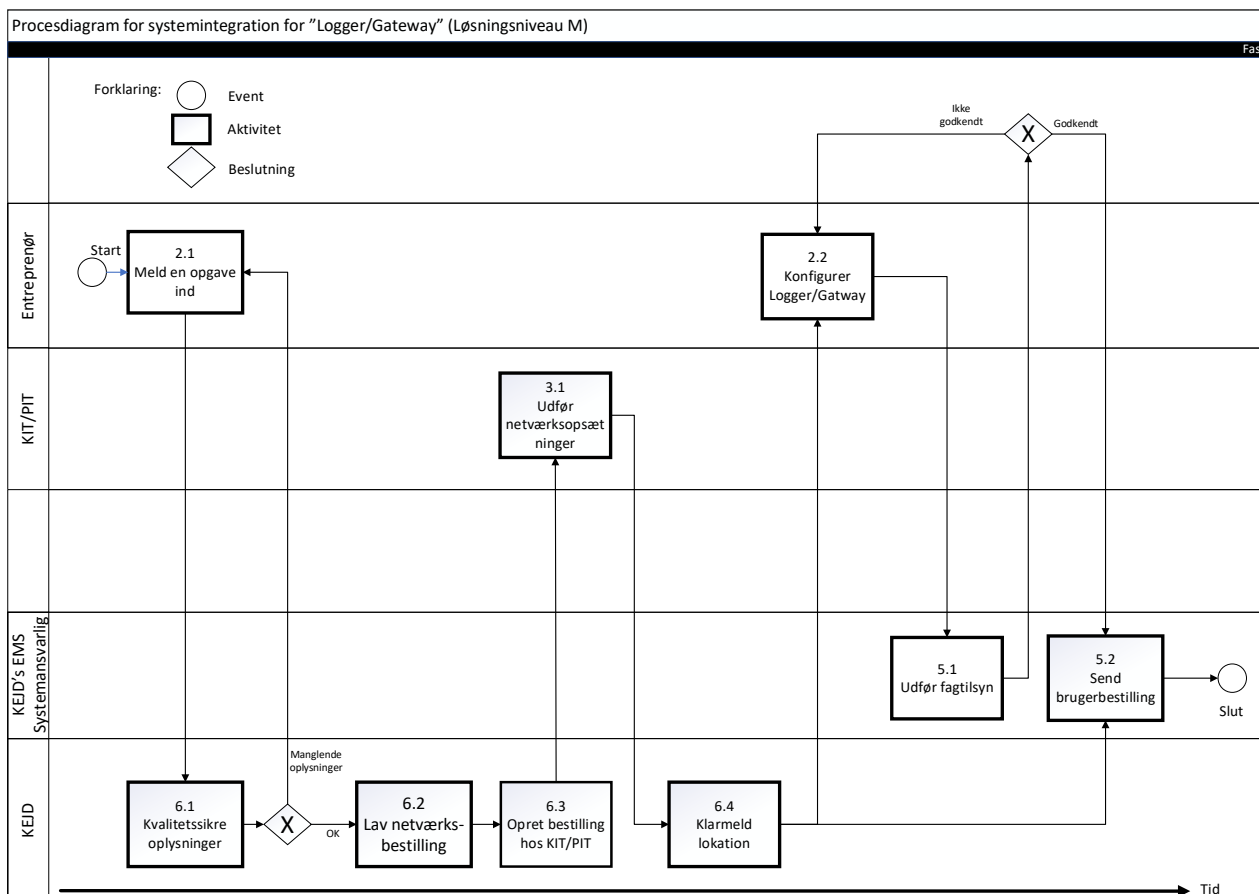 Procesdiagram for systemintegration for ”Logger/Gateway” (Løsningsniveau M)
Fas
Forklaring:
Event
Aktivitet
Beslutning
Ikke
godkendt
X
Godkendt
Entreprenør
Start
2.1
Meld en opgave
ind
2.2
Konfigurer
Logger/Gatway
KIT/PIT
3.1
Udfør
netværksopsæt
ninger
KEJD’s EMS
Systemansvarlig
5.1
Udfør fagtilsyn
5.2
Send
brugerbestilling
Slut
KEJD
6.1
Kvalitetssikre
oplysninger
Manglende
oplysninger
X
OK
6.2
Lav netværks-
bestilling
6.3
Opret bestilling
hos KIT/PIT
6.4
Klarmeld
lokation
Tid